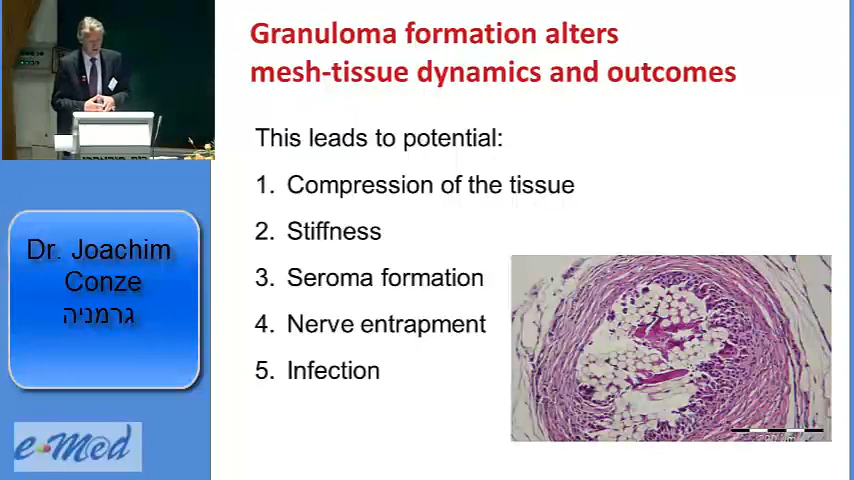 Granuloma formation alters
mesh-tissue dynamics and outcomes
This leads to potential:
1. Compression of the tissue
2. Stiffness
3. Seroma formation
4. Nerve entrapment
5. Infection
Dr. Joachim
Conze
גרמניה
e-Med